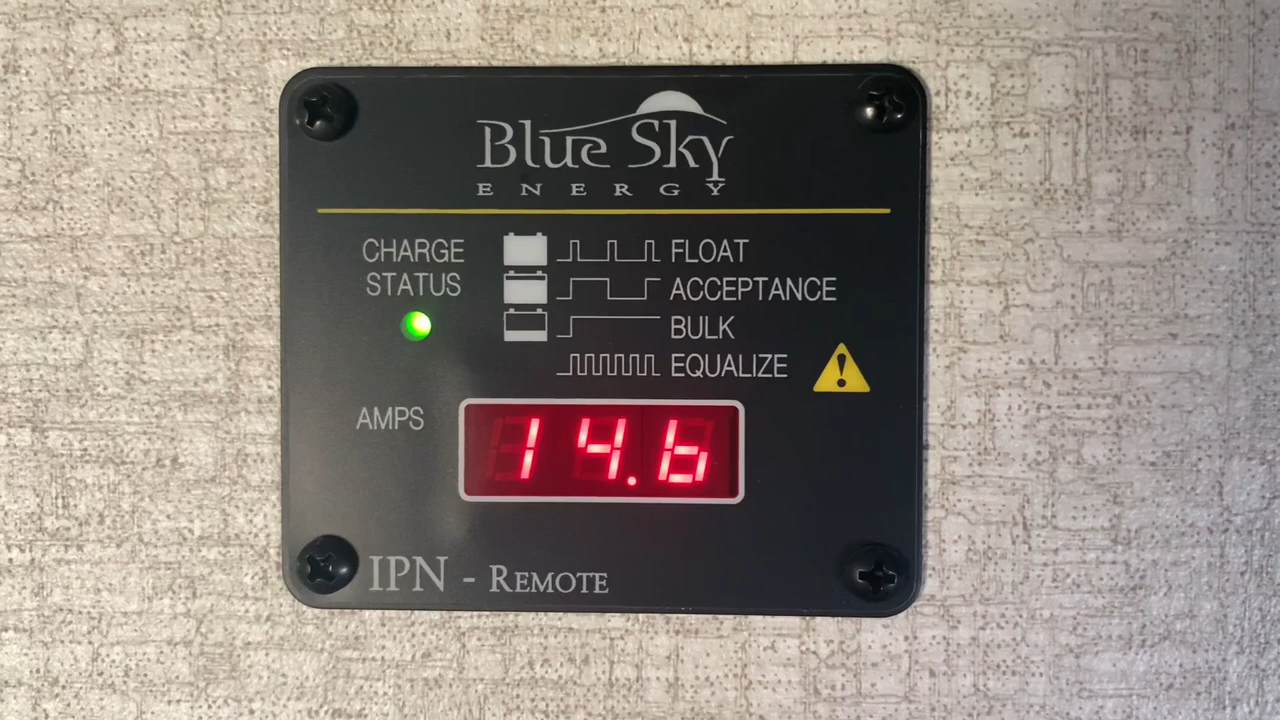 Blue Sky
ENERGY
CHARGE
STATUS
FLOAT
ACCEPTANCE
BULK
EQUALIZE
!
AMPS
14.6
IPN - REMOTE